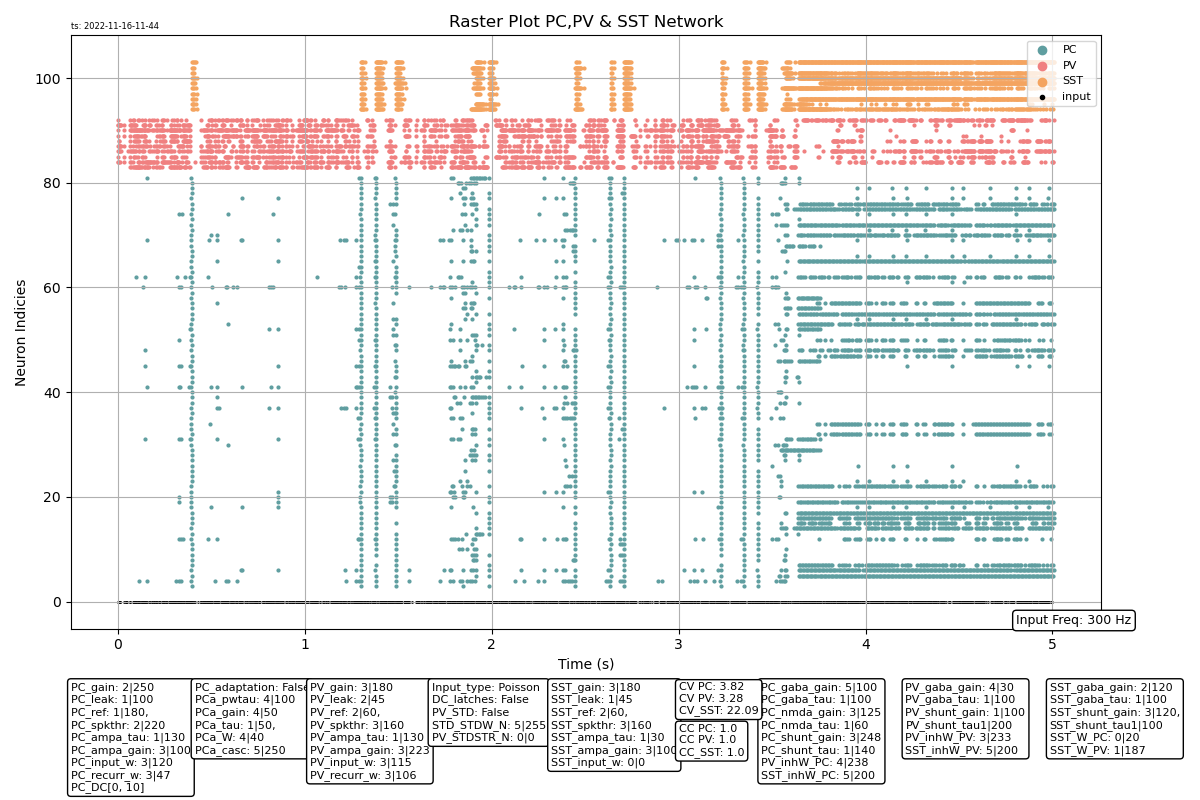 ts: 2022-11-16-11-44
Raster Plot PC,PV & SST Network
PC
PV
SST
input
100
80
60
40
20
0
Neuron Indicies
0 1 2 3 4 5
Input Freq: 300 Hz
Time (s)
PC_gain: 2|250
PC_leak: 1|100
PC_ref: 1|180,
PC_spkthr: 2|220
PC_ampa_tau: 1|130
PC_ampa_gain: 3|100
PC_input_w: 3|120
PC_recurr_w: 3|47
PC_DC[0, 10]
PC_adaptation: False
PCa_pwtau: 4|100
PCa_gain: 4|50
PCa_tau: 1|50,
PCa_W: 4|40
PCa_casc: 5|250
PV_gain: 3|180
PV_leak: 2|45
PV_ref: 2|60,
PV_spkthr: 3|160
PV_ampa_tau: 1|130
PV_ampa_gain: 3|223
PV_input_w: 3|115
PV_recurr_w: 3|106
Input_type: Poisson
DC_latches: False
PV_STD: False
STD_STDW_N: 5|255
PV_STDSTR_N: 0|0
SST_gain: 3|180
SST_leak: 1|45
SST_ref: 2|60,
SST_spkthr: 3|160
SST_ampa_tau: 1|30
SST_ampa_gain: 3|100
SST_input_w: 0|0
CV PC: 3.82
CV PV: 3.28
CV_SST: 22.09
CC PC: 1.0
CC PV: 1.0
CC_SST: 1.0
PC_gaba_gain: 5|100
PC_gaba_tau: 1|100
PC_nmda_gain: 3|125
PC_nmda_tau: 1|60
PC_shunt_gain: 3|248
PC_shunt_tau: 1|140
PV_inhW_PC: 4|238
SST_inhW_PC: 5|200
PV_gaba_gain: 4|30
PV_gaba_tau: 1|100
PV_shunt_gain: 1|100
PV_shunt_tau1|200
PV_inhW_PV: 3|233
SST_inhW_PV: 5|200
SST_gaba_gain: 2|120
SST_gaba_tau: 1|100
SST_shunt_gain: 3|120,
SST_shunt_tau1|100
SST_W_PC: 0|20
SST_W_PV: 1|187